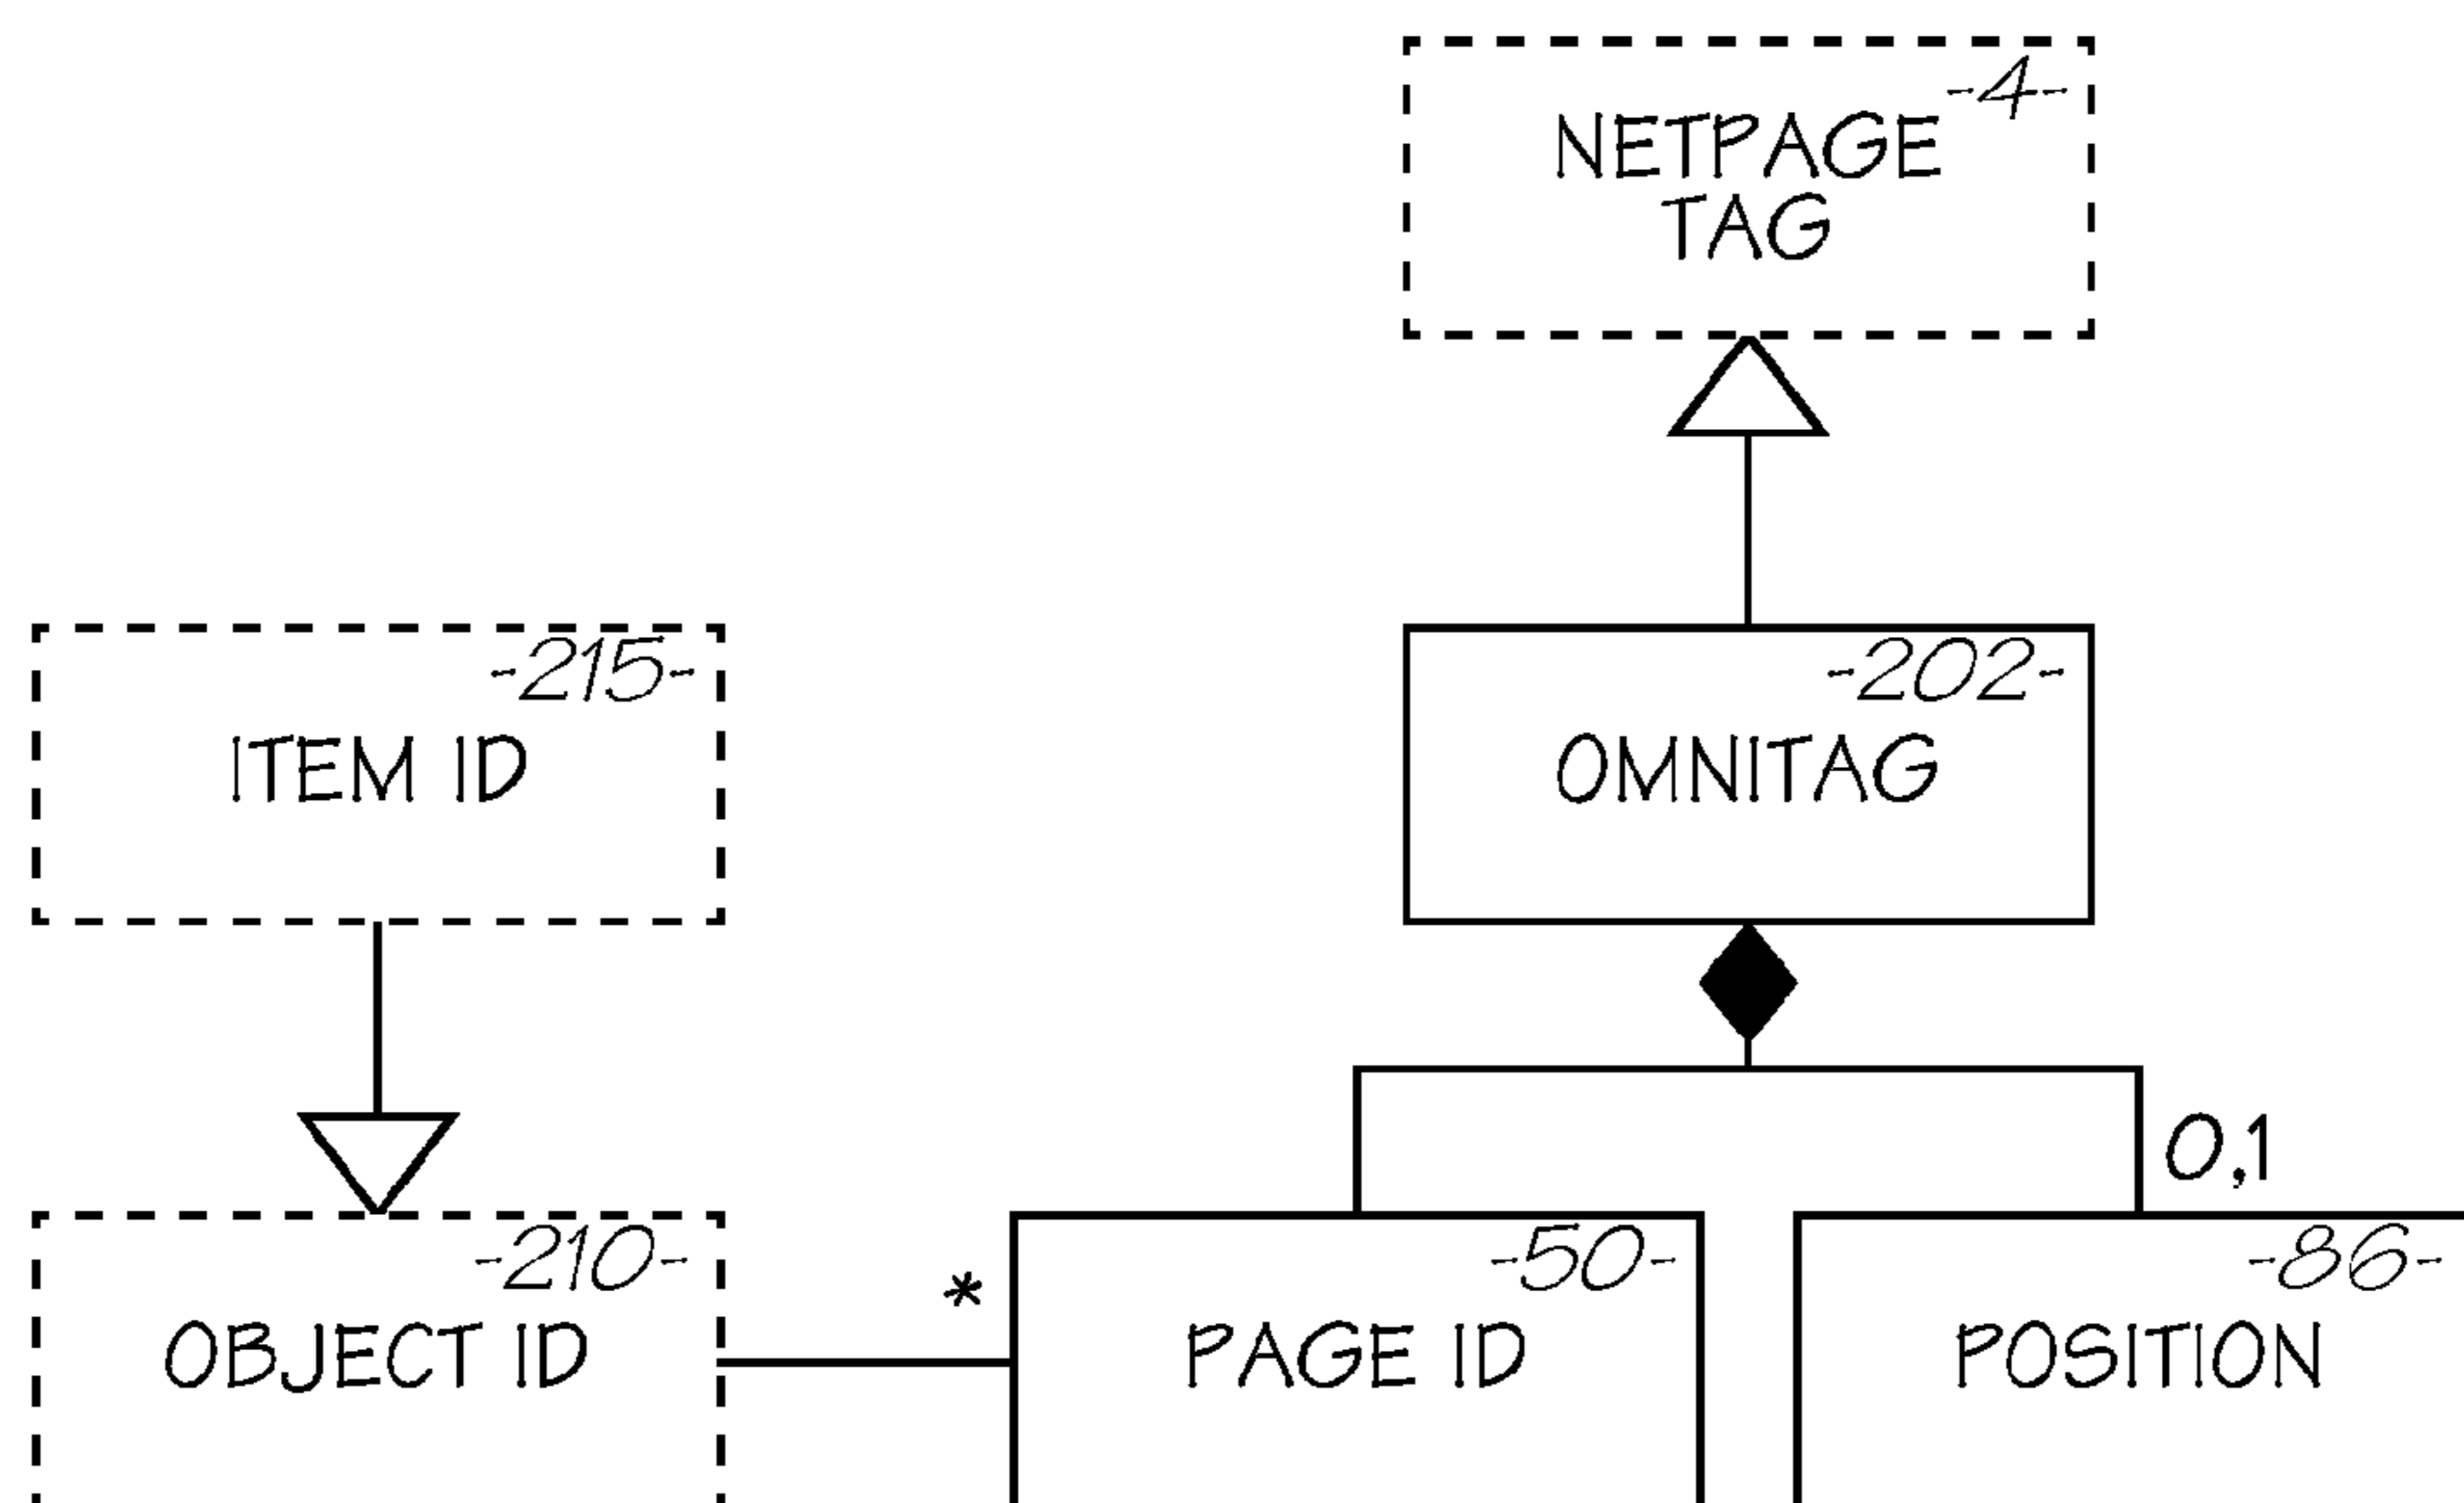 -4-
NETPAGE
TAG
-215-
ITEM ID
-202-
OMNITAG
0,1
-210-
OBJECT ID
*
-50-
PAGE ID
-86-
POSITION